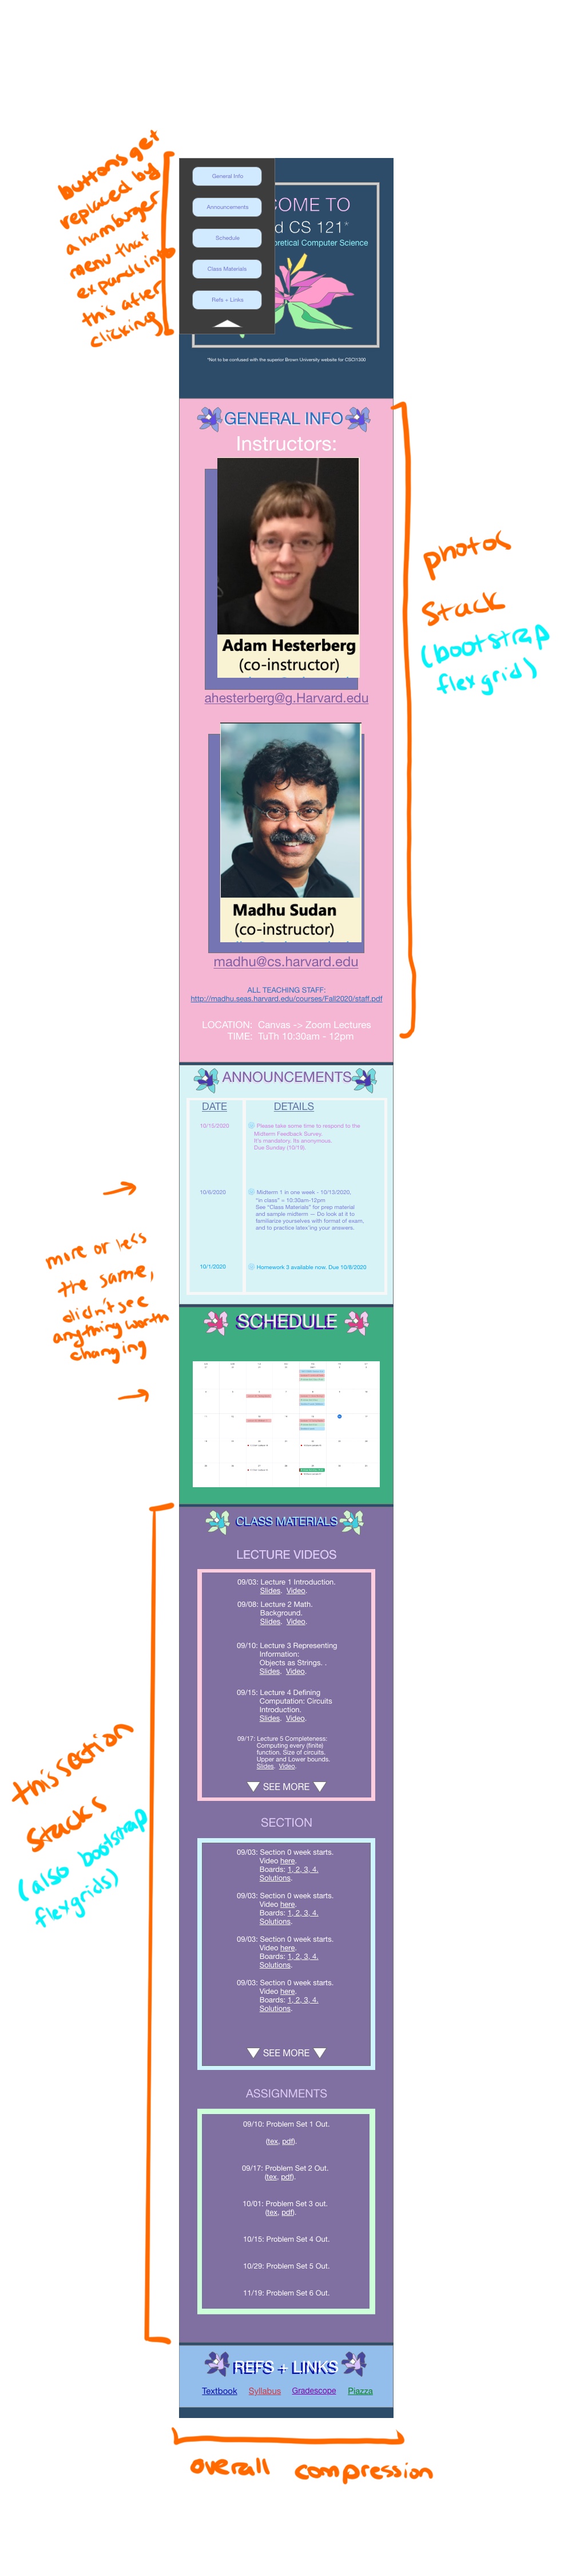 buttons get
replaced by
a hamburger
menu that
expands into
this after
clicking
General Info
Announcements
Schedule
Class Materials
Refs + Links
COME TO
d CS 121*
oretical Computer Science
*Not to be confused with the superior Brown University website for CSCI1300
GENERAL INFO
Instructors:
Adam Hesterberg
(co-instructor)
ahesterberg@g.Harvard.edu
Madhu Sudan
(co-instructor)
madhu@cs.harvard.edu
ALL TEACHING STAFF:
http://madhu.seas.harvard.edu/courses/Fall2020/staff.pdf
LOCATION: Canvas -> Zoom Lectures
TIME: TuTh 10:30am - 12pm
photos
stack
(bootstrap
flexgrid)
ANNOUNCEMENTS
DATE DETAILS
10/15/2020 Please take some time to respond to the
Midterm Feedback Survey.
It's mandatory. Its anonymous.
Due Sunday (10/18).
10/6/2020 Midterm 1 in one week - 10/13/2020,
"in class" = 10:30am-12pm
See "Class Materials" for prep material
and sample midterm — Do look at it to
familiarize yourselves with format of exam,
and to practice latex'ing your answers.
10/1/2020 Homework 3 available now. Due 10/8/2020
more or less
the same,
didn't see
anything worth
changing
SCHEDULE
CLASS MATERIALS
LECTURE VIDEOS
09/03: Lecture 1 Introduction.
Slides. Video.
09/08: Lecture 2 Math.
Background.
Slides. Video.
09/10: Lecture 3 Representing
Information:
Objects as Strings. .
Slides. Video.
09/15: Lecture 4 Defining
Computation: Circuits
Introduction.
Slides. Video.
09/17: Lecture 5 Completeness:
Computing every (finite)
function, Size of circuits.
Upper and Lower bounds.
Slides. Video.
SEE MORE
SECTION
09/03: Section 0 week starts.
Video here.
Boards: 1, 2, 3, 4.
Solutions.
09/03: Section 0 week starts.
Video here.
Boards: 1, 2, 3, 4.
Solutions.
09/03: Section 0 week starts.
Video here.
Boards: 1, 2, 3, 4.
Solutions.
09/03: Section 0 week starts.
Video here.
Boards: 1, 2, 3, 4.
Solutions.
SEE MORE
ASSIGNMENTS
09/10: Problem Set 1 Out.
(tex, pdf).
09/17: Problem Set 2 Out.
(tex, pdf).
10/01: Problem Set 3 out.
(tex, pdf).
10/15: Problem Set 4 Out.
10/29: Problem Set 5 Out.
11/19: Problem Set 6 Out.
this section
stacks
(also bootstrap
flexgrids)
REFS + LINKS
Textbook Syllabus Gradescope Piazza
overall compression